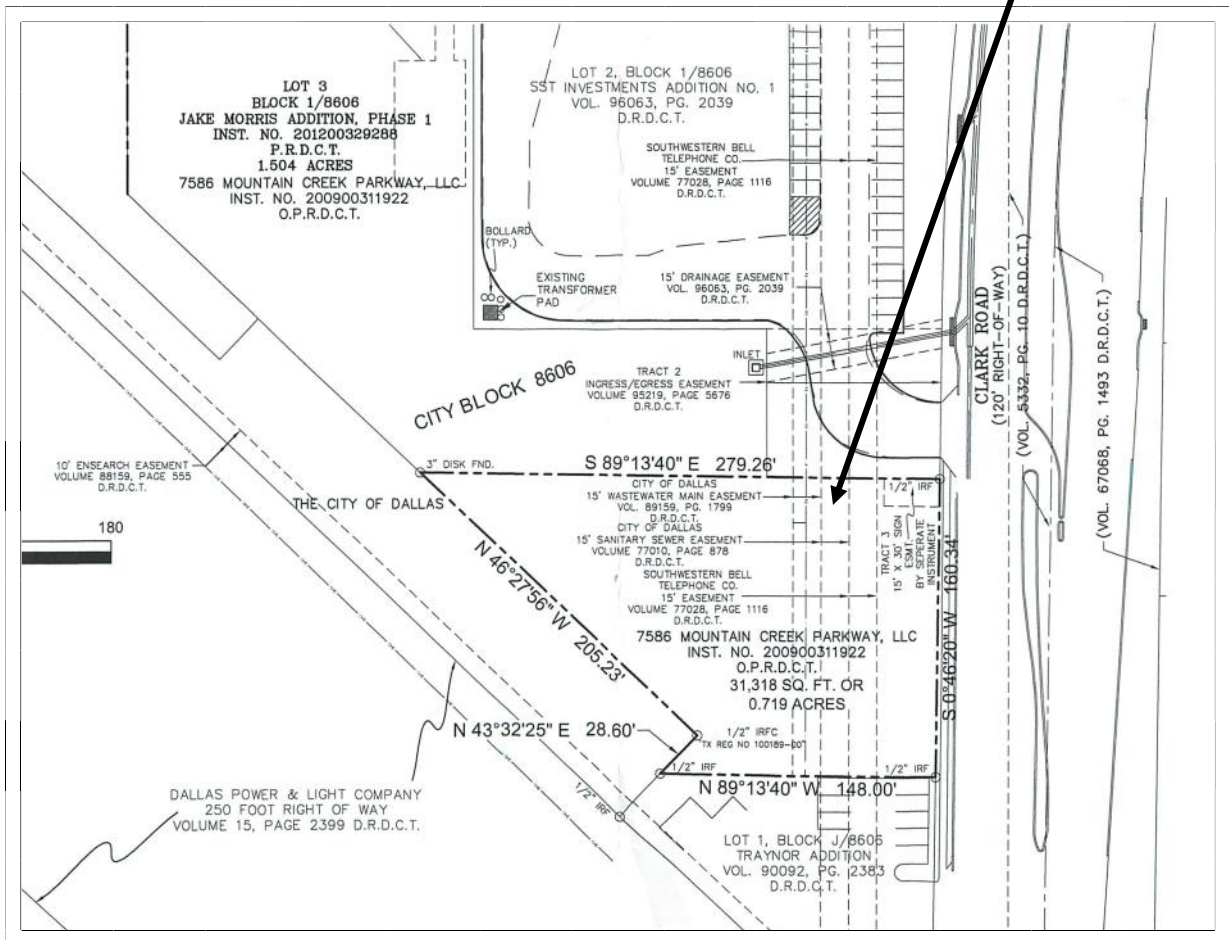 LOT 3
BLOCK 1/8606
JAKE MORRIS ADDITION, PHASE 1
INST. NO. 201200329288
P.R.D.C.T.
1.504 ACRES
7586 MOUNTAIN CREEK PARKWAY, LLC
INST. NO. 200900311922
O.P.R.D.C.T.
LOT 2, BLOCK 1/8606
SST INVESTMENTS ADDITION NO. 1
VOL. 96063, PG. 2039
D.R.D.C.T.
SOUTHWESTERN BELL
TELEPHONE CO.
15' EASEMENT
VOLUME 77028, PAGE 1116
D.R.D.C.T.
BOLLARD
(TYP.)
EXISTING
TRANSFORMER
PAD
15' DRAINAGE EASEMENT
VOL. 96063, PG. 2039
D.R.D.C.T.
INLET
TRACT 2
INGRESS/EGRESS EASEMENT
VOLUME 95219, PAGE 5676
D.R.D.C.T.
CITY BLOCK 8606
CLARK ROAD
(120' RIGHT-OF-WAY)
(VOL. 5332, PG. 10 D.R.D.C.T.)
(VOL. 67068, PG. 1493 D.R.D.C.T.)
10' ENSEARCH EASEMENT
VOLUME 88159, PAGE 555
D.R.D.C.T.
3" DISK FND.
S 89°13'40" E 279.26'
THE CITY OF DALLAS
180
CITY OF DALLAS
15' WASTEWATER MAIN EASEMENT
VOL. 89159, PG. 1799
D.R.D.C.T.
CITY OF DALLAS
15' SANITARY SEWER EASEMENT
VOLUME 77010, PAGE 878
D.R.D.C.T.
SOUTHWESTERN BELL
TELEPHONE CO.
15' EASEMENT
VOLUME 77028, PAGE 1116
D.R.D.C.T.
1/2" IRF
TRACT 3
15' X 30' SIGN
ESMT.
BY SEPERATE
INSTRUMENT
S 0°46'20" W 160.34'
N 46°27'56" W 205.23'
7586 MOUNTAIN CREEK PARKWAY, LLC
INST. NO. 200900311922
O.P.R.D.C.T.
31,318 SQ. FT. OR
0.719 ACRES
N 43°32'25" E 28.60'
1/2" IRFC
"TX REG NO 100189-00"
1/2" IRF
1/2" IRF
N 89°13'40" W 148.00'
1/2" IRF
DALLAS POWER & LIGHT COMPANY
250 FOOT RIGHT OF WAY
VOLUME 15, PAGE 2399 D.R.D.C.T.
LOT 1, BLOCK J/8606
TRAYNOR ADDITION
VOL. 90092, PG. 2383
D.R.D.C.T.